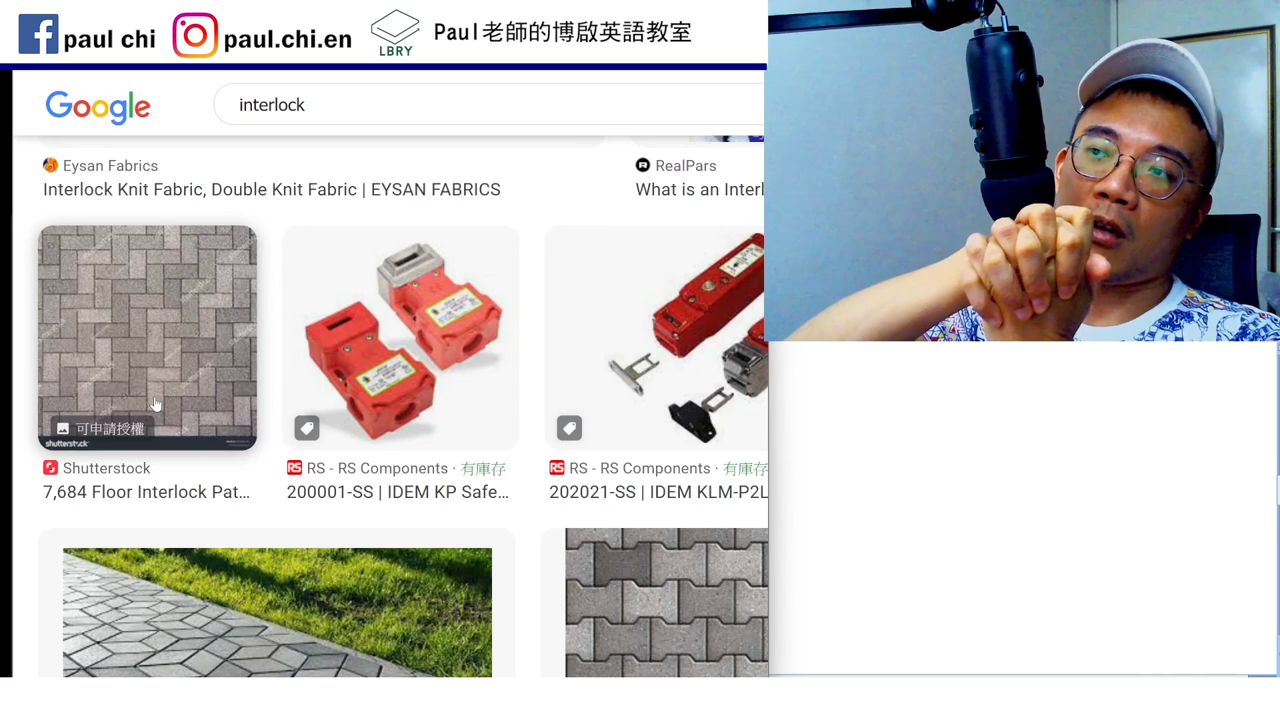 paul chi
paul.chi.en
LBRY
Paul老師的博啟英語教室
Google
interlock
Eysan Fabrics
Interlock Knit Fabric, Double Knit Fabric | EYSAN FABRICS
RealPars
What is an Interl
可申請授權
shutterstock
Shutterstock
7,684 Floor Interlock Pat...
RS
RS - RS Components · 有庫存
200001-SS | IDEM KP Safe...
RS
RS - RS Components · 有庫存
202021-SS | IDEM KLM-P2L